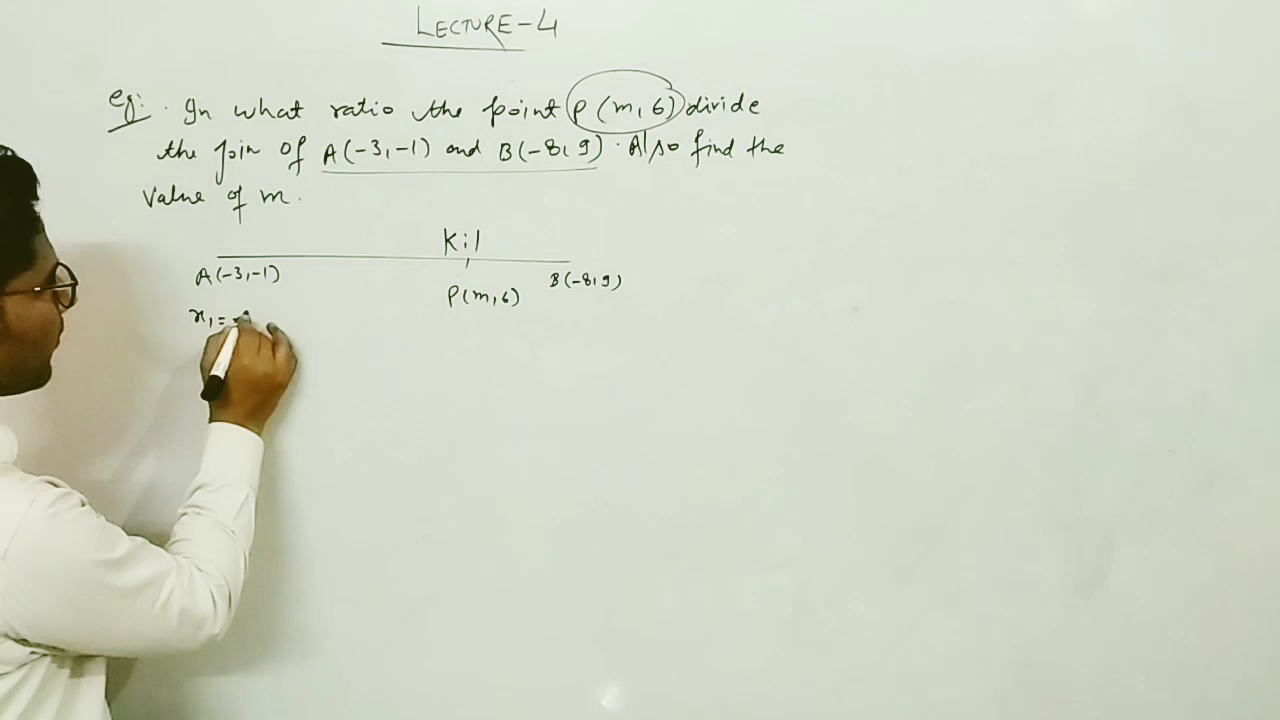 LECTURE-4
eg: . In what ratio the point P(m, 6) divide
the join of A(-3,-1) and B(-8,9). Also find the
Value of m.
K:1
A(-3,-1)
B(-8,9)
P(m,6)
x₁ = -